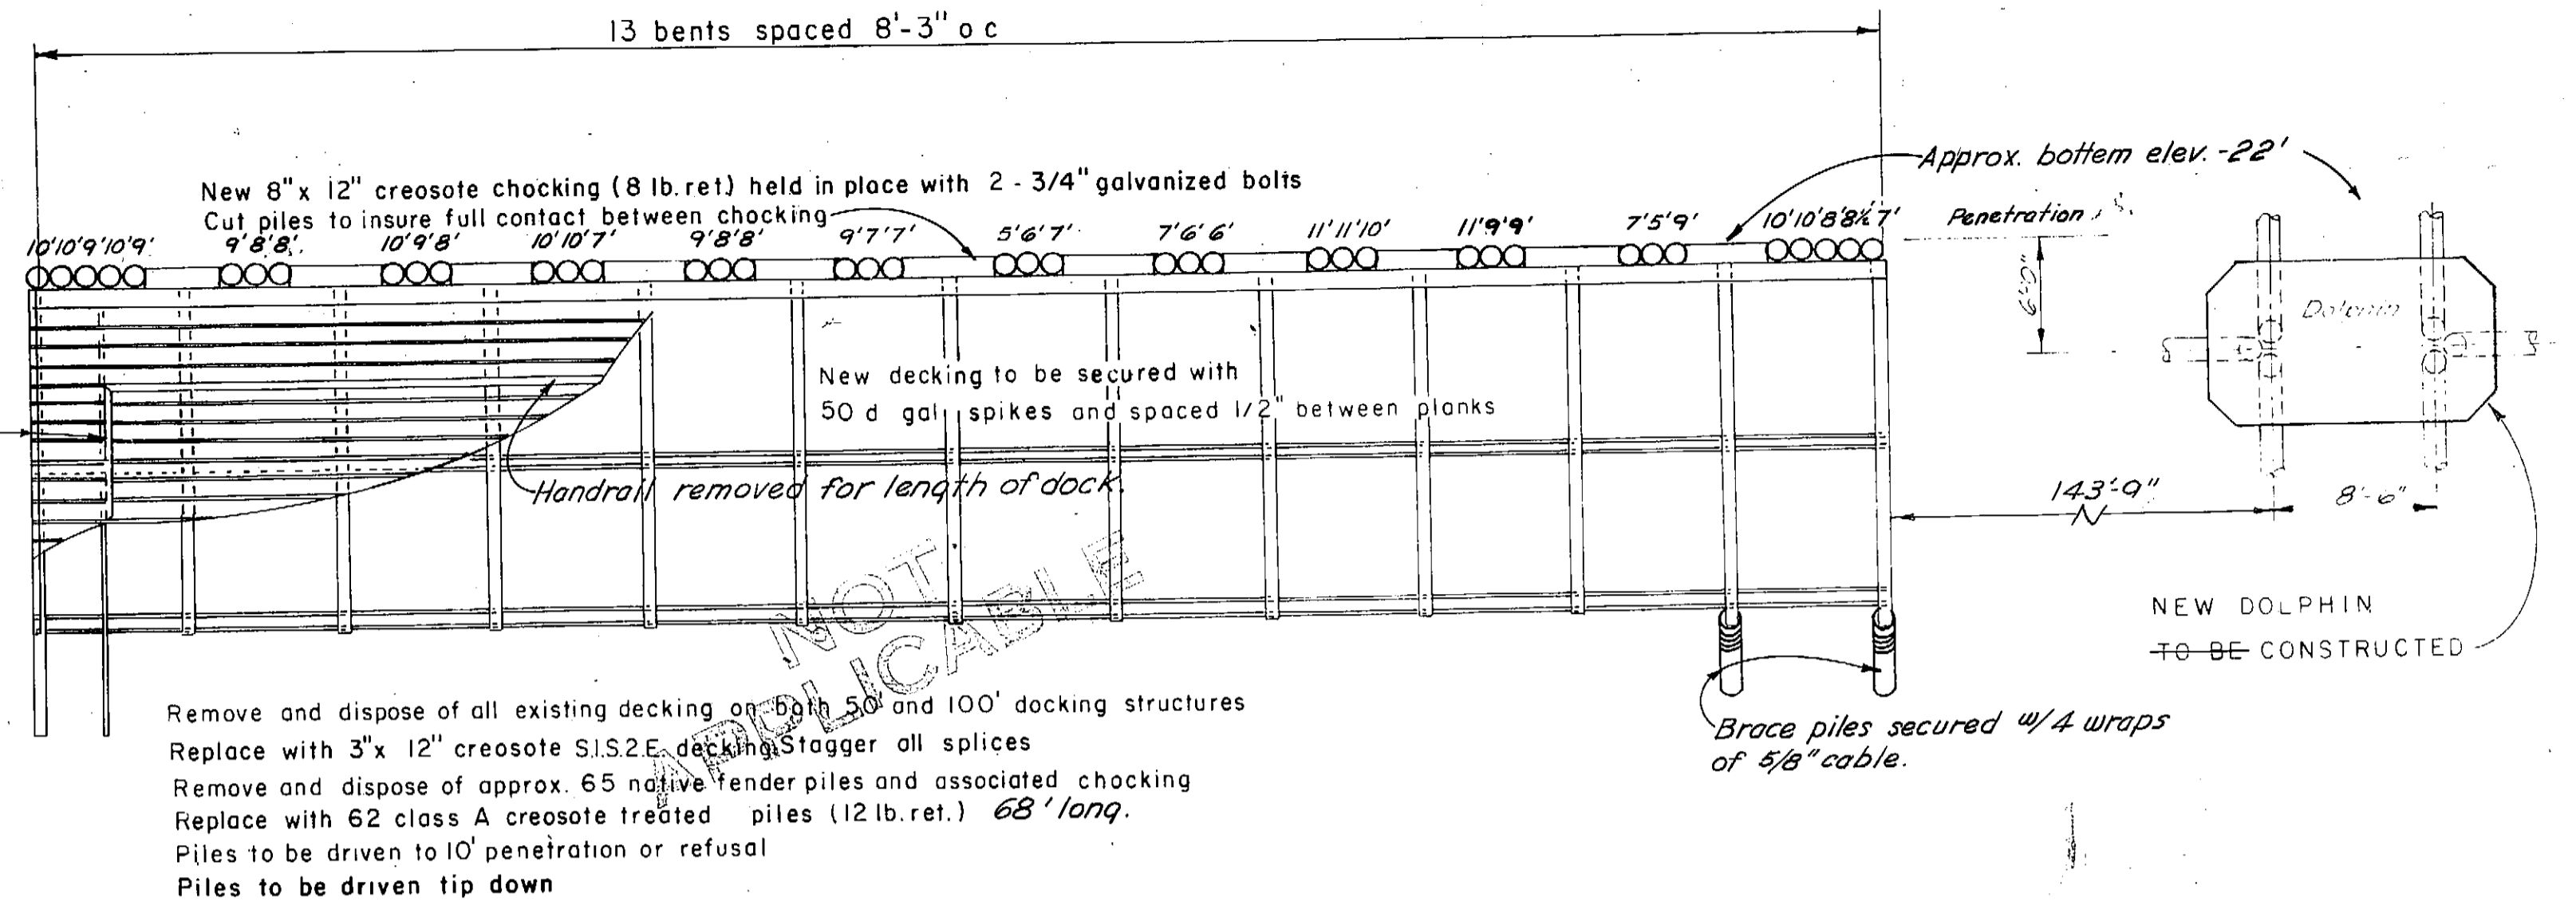 13 bents spaced 8'-3" o c
Approx. bottem elev. -22'
New 8" x 12" creosote chocking (8 lb. ret.) held in place with 2 - 3/4" galvanized bolts
Cut piles to insure full contact between chocking
10'10'9'10'9'
9'8'8'
10'9'8'
10'10'7'
9'8'8'
9'7'7'
5'6'7'
7'6'6'
11'11'10'
11'9'9'
7'5'9'
10'10'8'8½'7'
Penetration
6'-0"
Dolphin
New decking to be secured with
50 d gal spikes and spaced 1/2" between planks
Handrail removed for length of dock.
143'-9"
8'-6"
NOT
APPLICABLE
NEW DOLPHIN
TO BE CONSTRUCTED
Remove and dispose of all existing decking on both 50' and 100' docking structures
Replace with 3" x 12" creosote S.1.S.2.E. decking. Stagger all splices
Remove and dispose of approx. 65 native fender piles and associated chocking
Replace with 62 class A creosote treated piles (12 lb. ret.) 68' long.
Piles to be driven to 10' penetration or refusal
Piles to be driven tip down
Brace piles secured w/4 wraps
of 5/8" cable.